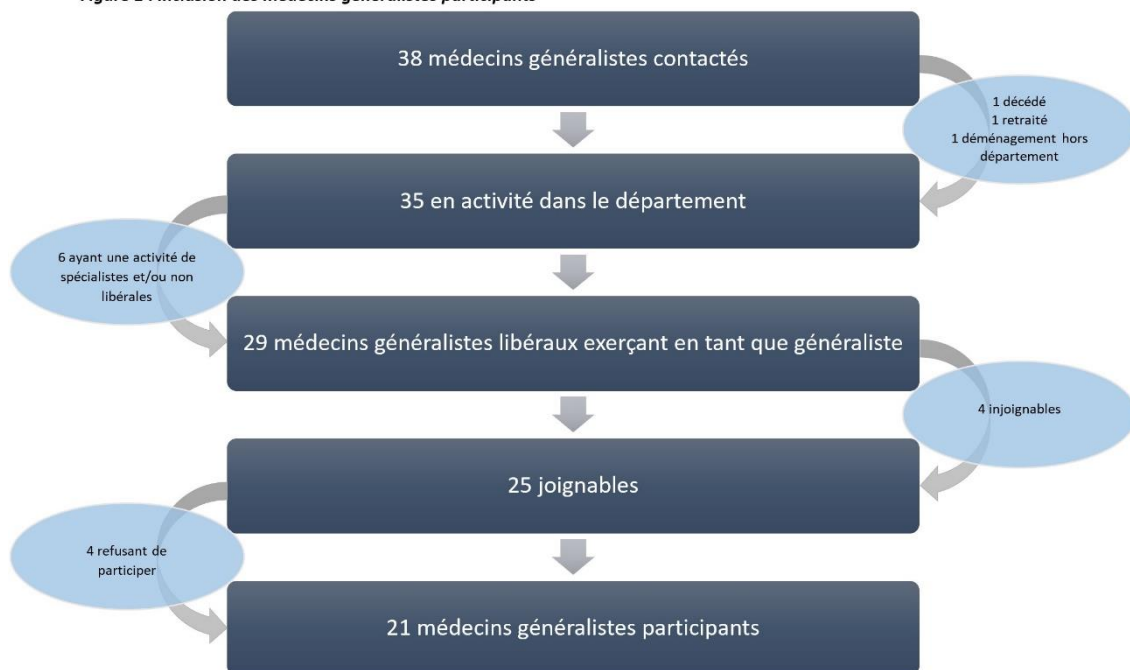 38 médecins généralistes contactés
1 décédé
1 retraité
1 déménagement hors
département
35 en activité dans le département
6 ayant une activité de
spécialistes et/ou non
libérales
29 médecins généralistes libéraux exerçant en tant que généraliste
4 injoignables
25 joignables
4 refusant de
participer
21 médecins généralistes participants